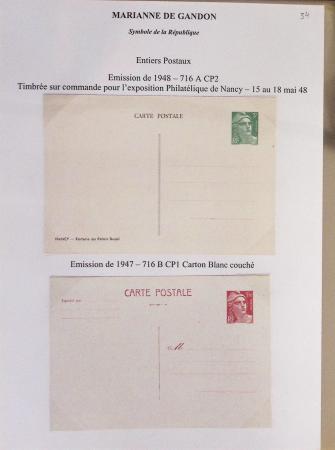 MARIANNE DE GANDON
34
Symbole de la République
Entiers Postaux
Emission de 1948 – 716 A CP2
Timbrée sur commande pour l'exposition Philatélique de Nancy – 15 au 18 mai 48
CARTE POSTALE
Emission de 1947 – 716 B CP1 Carton Blanc couché
CARTE POSTALE
M